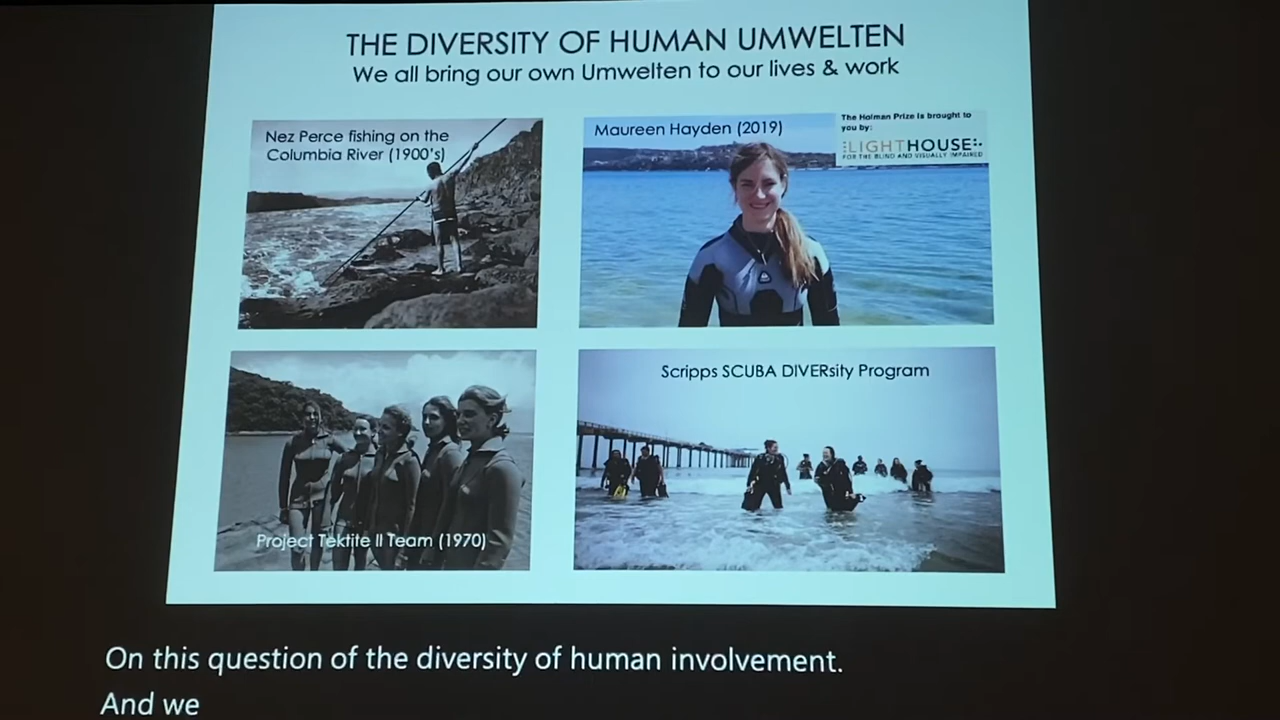 THE DIVERSITY OF HUMAN UMWELTEN
We all bring our own Umwelten to our lives & work
Nez Perce fishing on the
Columbia River (1900's)
Maureen Hayden (2019)
The Holman Prize is brought to
you by:
LIGHTHOUSE
FOR THE BLIND AND VISUALLY IMPAIRED
Project Tektite II Team (1970)
Scripps SCUBA DIVERsity Program
On this question of the diversity of human involvement.
And we